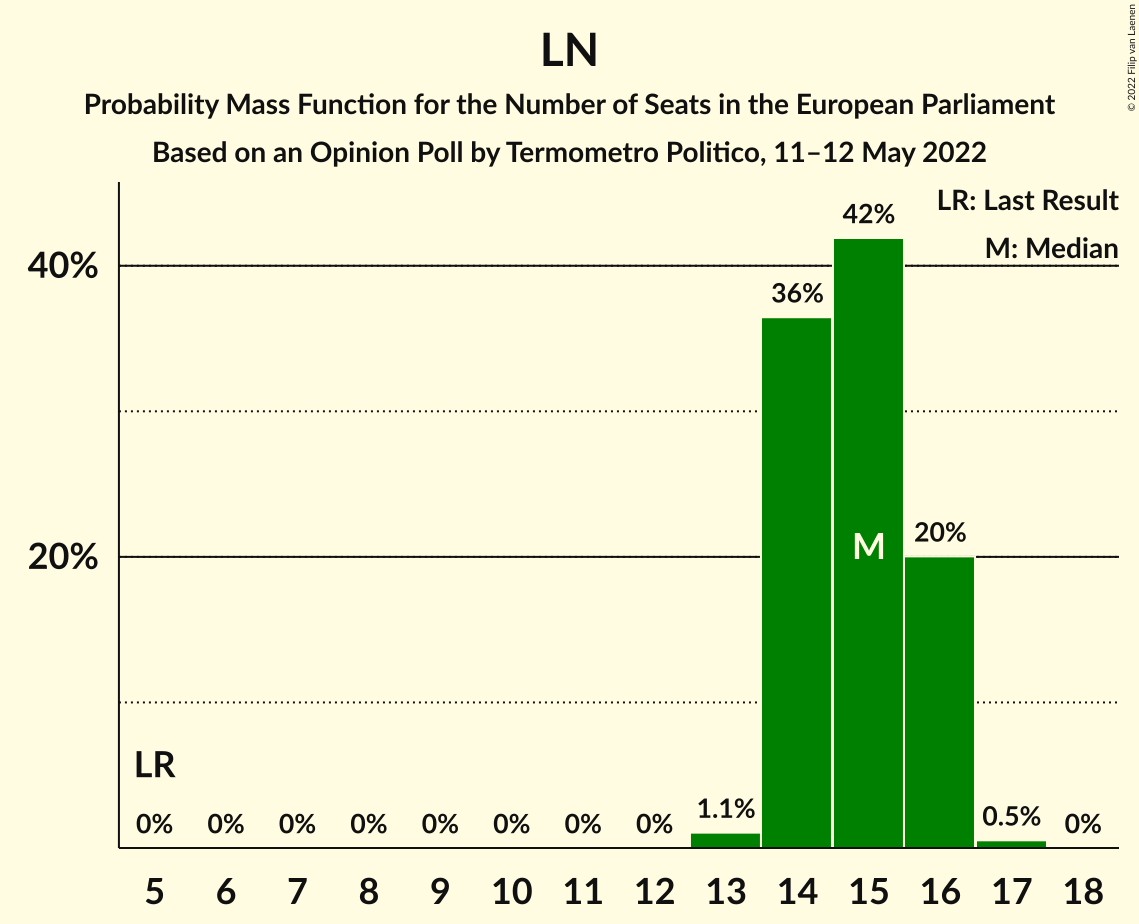 LN
Probability Mass Function for the Number of Seats in the European Parliament
Based on an Opinion Poll by Termometro Politico, 11–12 May 2022
© 2022 Filip van Laenen
LR: Last Result
M: Median
42%
40%
36%
20%
M
20%
LR
0% 0% 0% 0% 0% 0% 0% 0% 1.1% 0.5% 0%
5 6 7 8 9 10 11 12 13 14 15 16 17 18